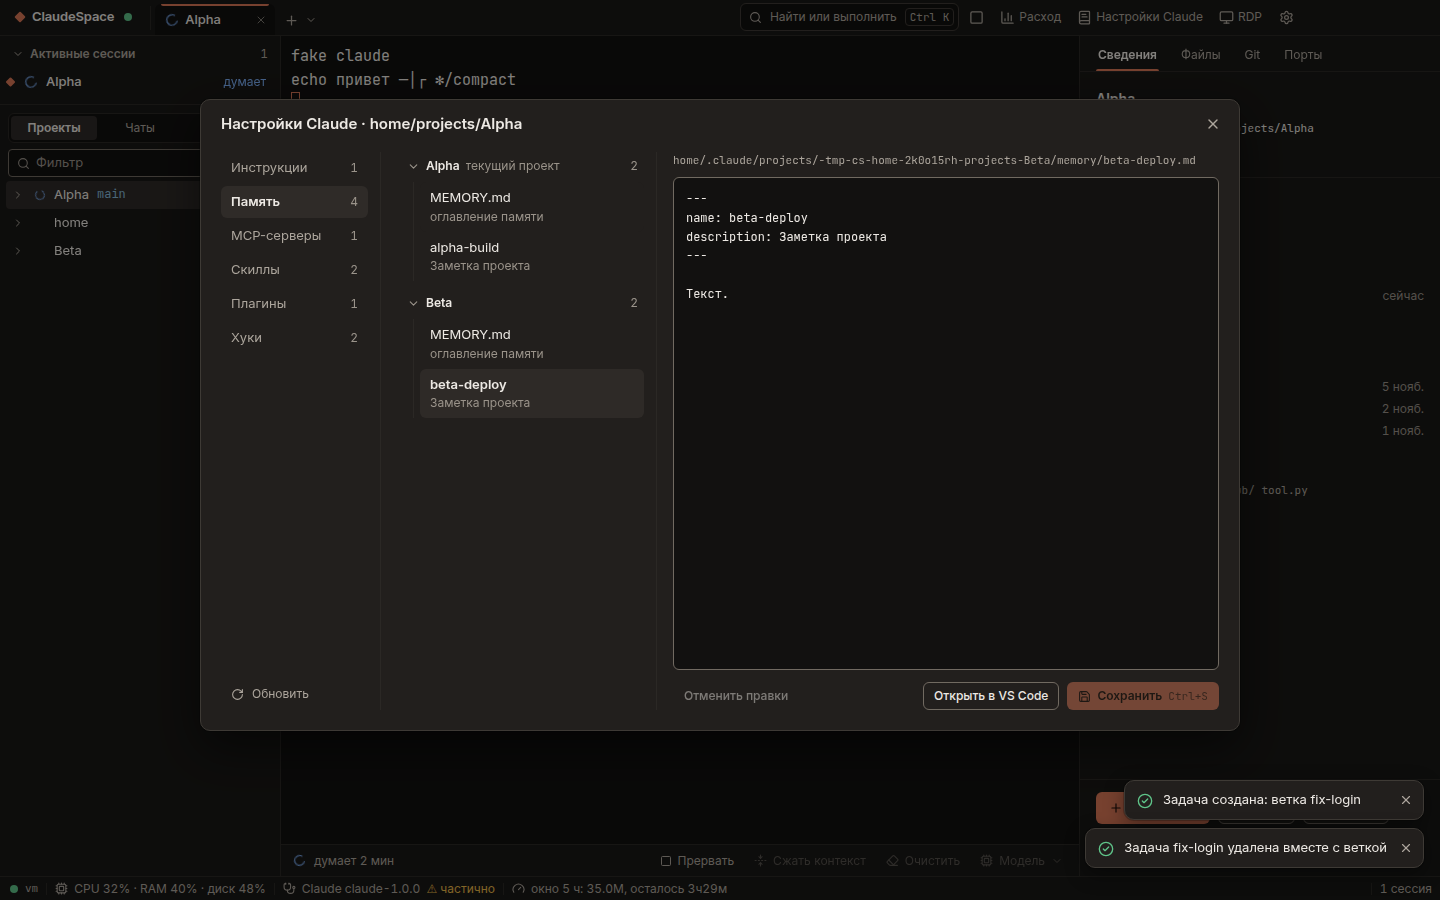 ClaudeSpace
Alpha
Найти или выполнить Ctrl K
Расход
Настройки Claude
RDP
Активные сессии 1
Alpha думает
Проекты Чаты
Фильтр
Alpha main
home
Beta
fake claude
echo привет —│┌ ✻/compact
Сведения Файлы Git Порты
Alpha
jects/Alpha
сейчас
5 нояб.
2 нояб.
1 нояб.
b/ tool.py
Настройки Claude · home/projects/Alpha
Инструкции 1
Память 4
MCP-серверы 1
Скиллы 2
Плагины 1
Хуки 2
Обновить
Alpha текущий проект 2
MEMORY.md
оглавление памяти
alpha-build
Заметка проекта
Beta 2
MEMORY.md
оглавление памяти
beta-deploy
Заметка проекта
home/.claude/projects/-tmp-cs-home-2k0o15rh-projects-Beta/memory/beta-deploy.md
---
name: beta-deploy
description: Заметка проекта
---
Текст.
Отменить правки
Открыть в VS Code
Сохранить Ctrl+S
Задача создана: ветка fix-login
Задача fix-login удалена вместе с веткой
думает 2 мин
Прервать
Сжать контекст
Очистить
Модель
vm
CPU 32% · RAM 40% · диск 48%
Claude claude-1.0.0 ⚠ частично
окно 5 ч: 35.0M, осталось 3ч29м
1 сессия